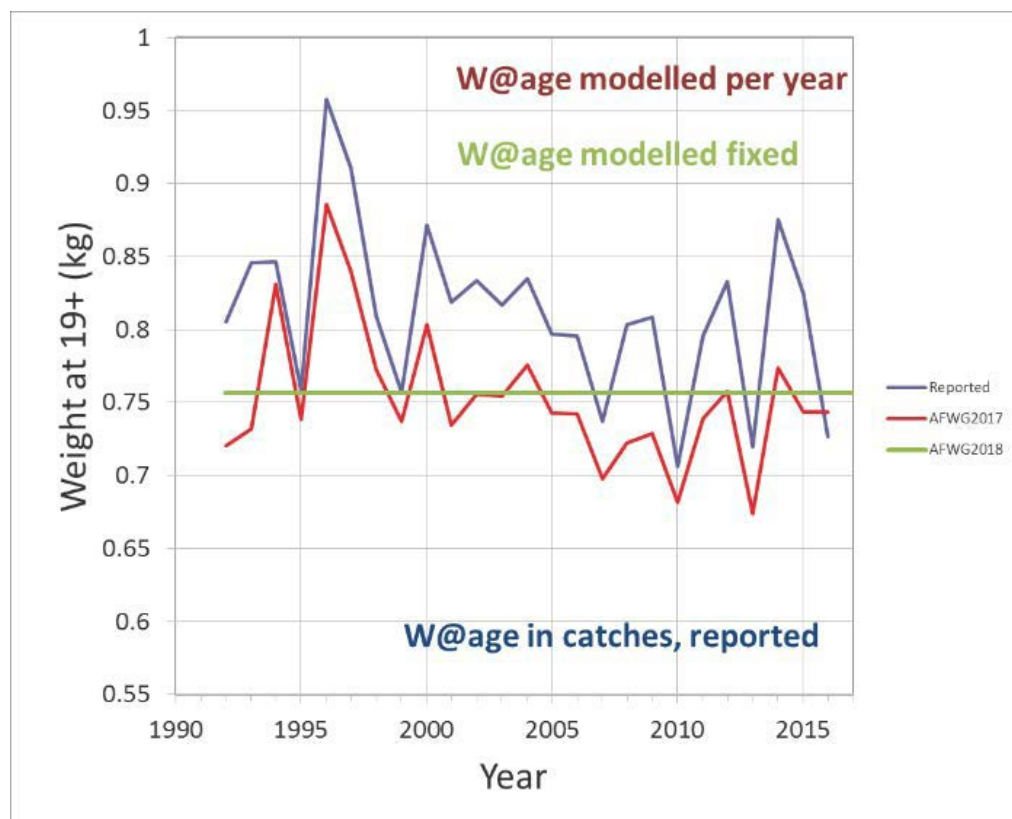 1
W@age modelled per year
0.95
W@age modelled fixed
0.9
0.85
0.8
0.75
0.7
0.65
0.6
0.55
Weight at 19+ (kg)
Reported
AFWG2017
AFWG2018
W@age in catches, reported
1990 1995 2000 2005 2010 2015
Year